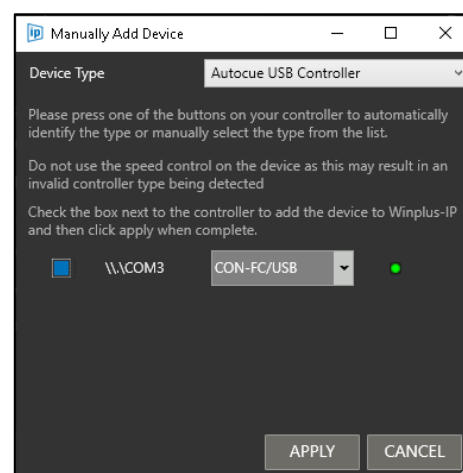 ip Manually Add Device
Device Type Autocue USB Controller
Please press one of the buttons on your controller to automatically
identify the type or manually select the type from the list.
Do not use the speed control on the device as this may result in an
invalid controller type being detected
Check the box next to the controller to add the device to Winplus-IP
and then click apply when complete.
\\.\COM3 CON-FC/USB
APPLY CANCEL